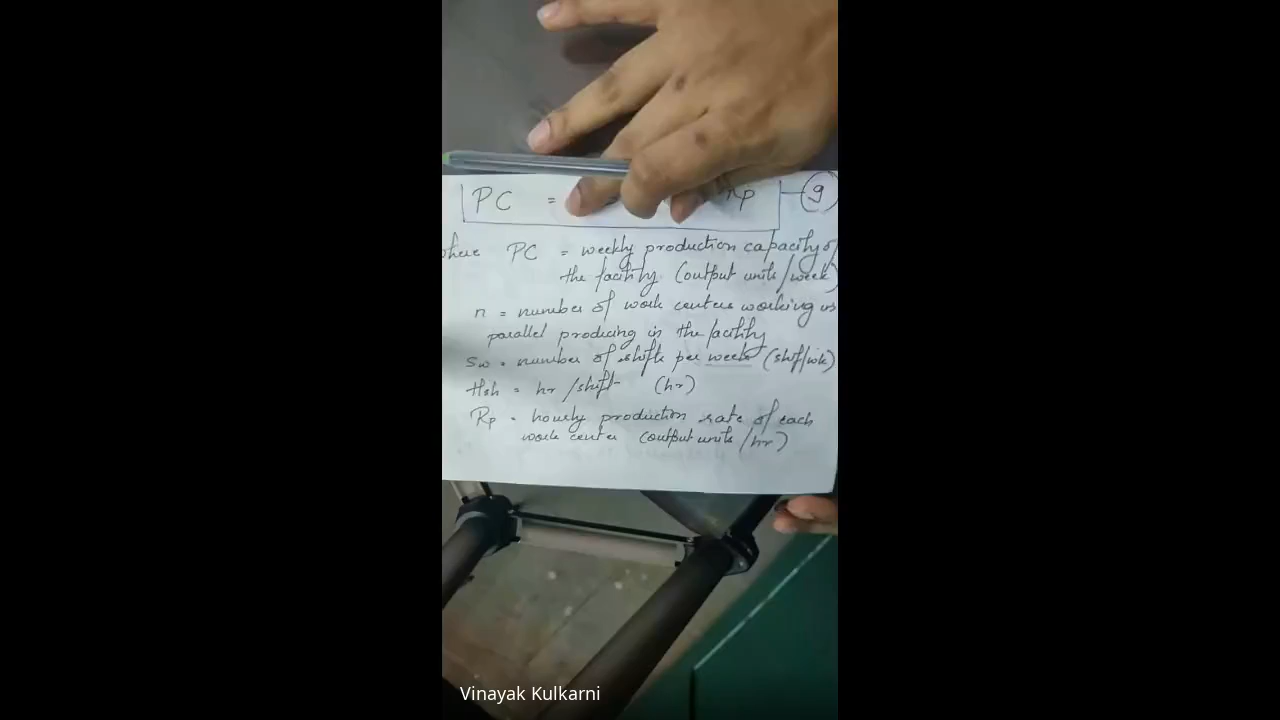 PC = Rp — 9
where PC = weekly production capacity of
the facility (output units/week)
n = number of work centers working in
parallel producing in the facility
Sw = number of shifts per week (shift/wk)
Hsh = hr/shift (hr)
Rp = hourly production rate of each
work center (output units/hr)
Vinayak Kulkarni